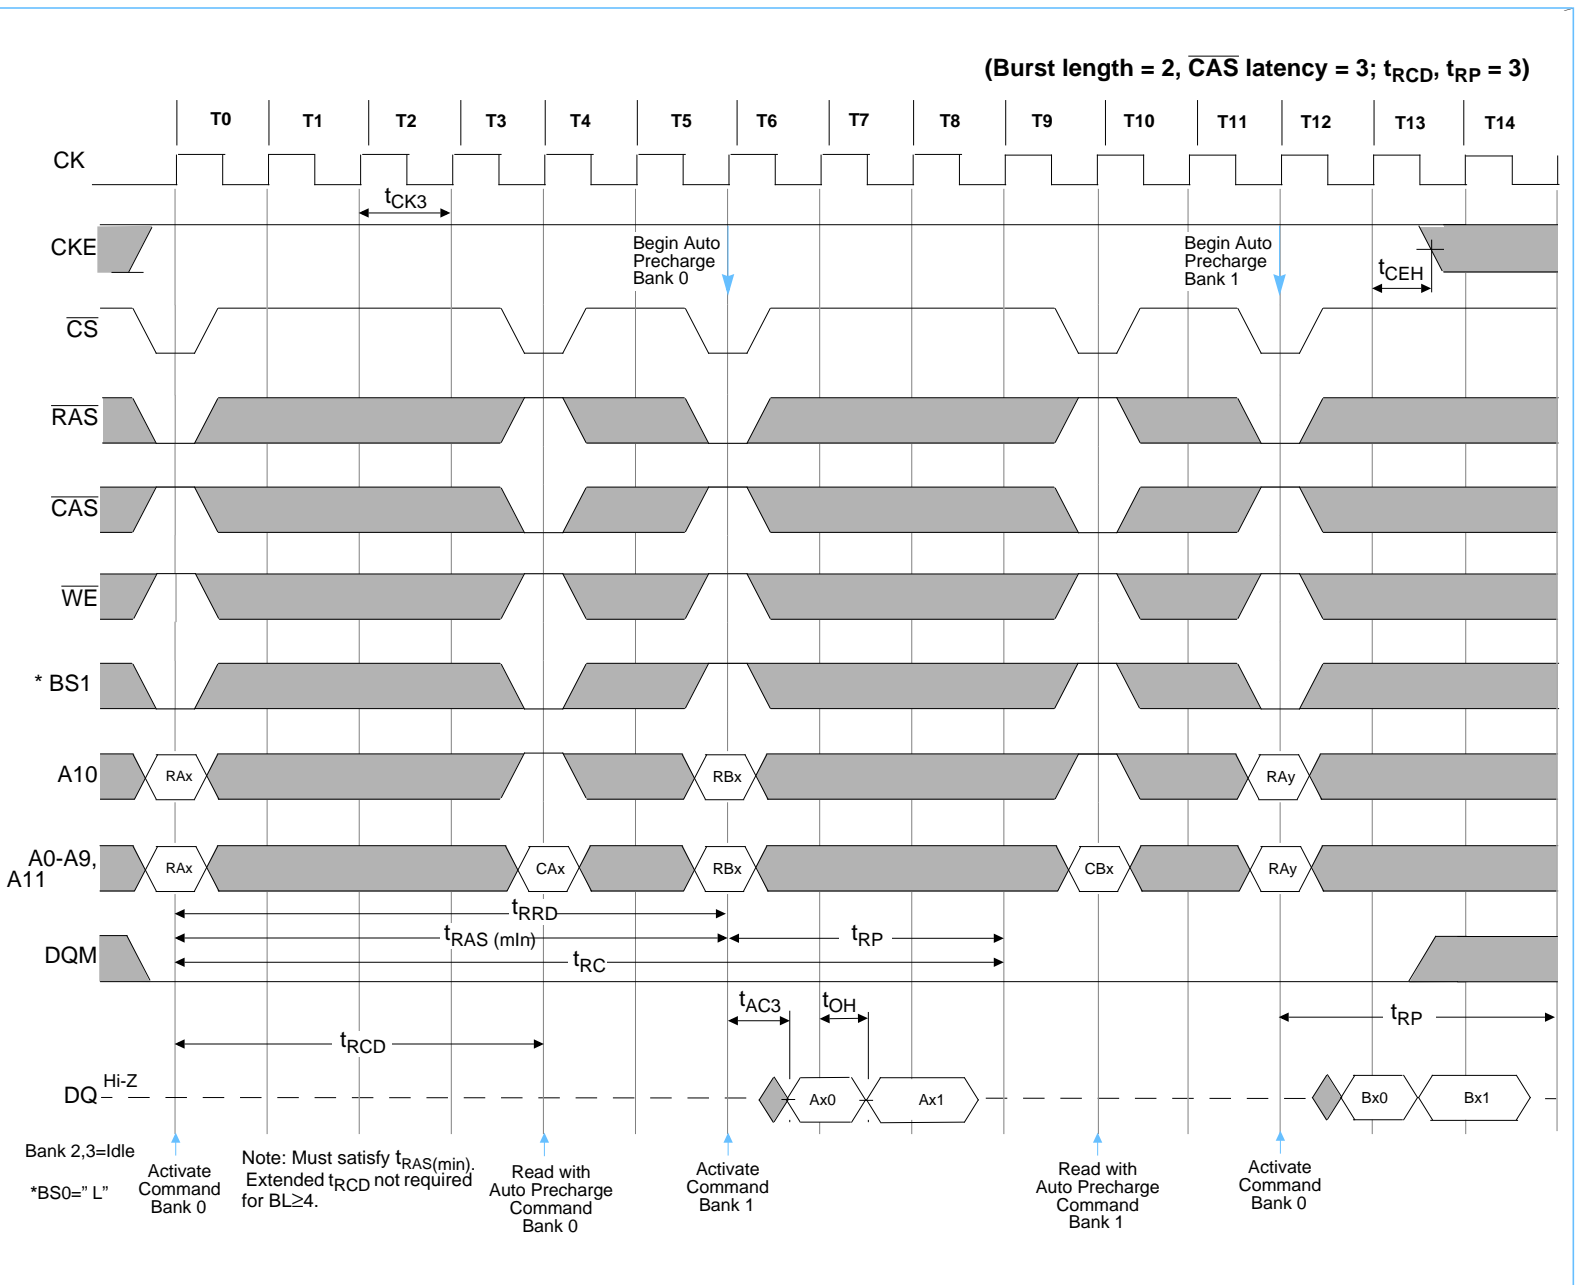 (Burst length = 2, CAS latency = 3; tRCD, tRP = 3)
T0 T1 T2 T3 T4 T5 T6 T7 T8 T9 T10 T11 T12 T13 T14
CK
tCK3
CKE
Begin Auto
Precharge
Bank 0
Begin Auto
Precharge
Bank 1
tCEH
CS
RAS
CAS
WE
* BS1
A10
RAx RBx RAy
A0-A9,
A11
RAx CAx RBx CBx RAy
tRRD
tRAS (mIn) tRP
DQM
tRC
tAC3 tOH
tRP
tRCD
DQ Hi-Z
Ax0 Ax1 Bx0 Bx1
Bank 2,3=Idle
*BS0=” L”
Activate
Command
Bank 0
Note: Must satisfy tRAS(min).
Extended tRCD not required
for BL≥4.
Read with
Auto Precharge
Command
Bank 0
Activate
Command
Bank 1
Read with
Auto Precharge
Command
Bank 1
Activate
Command
Bank 0